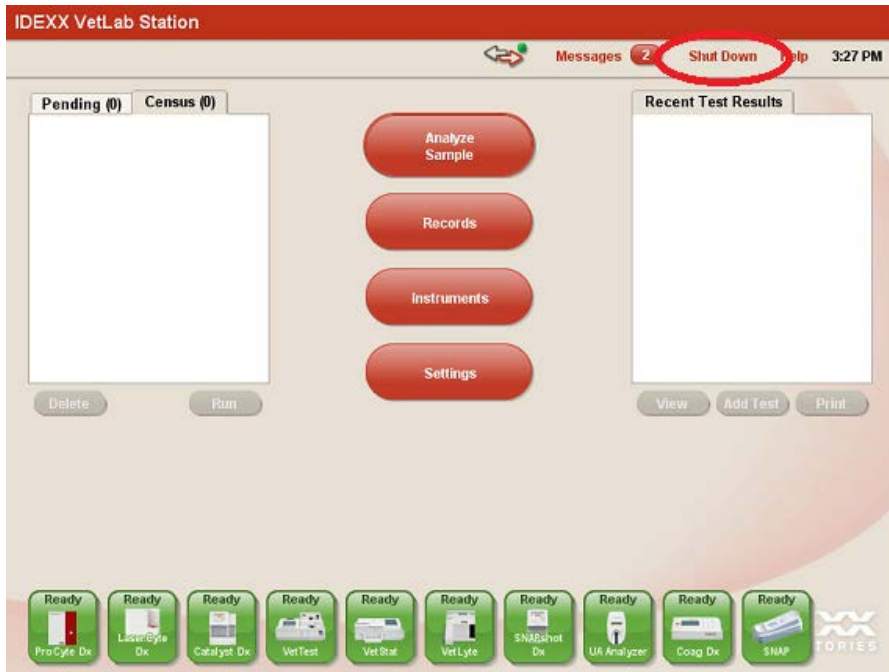 IDEXX VetLab Station
Messages 2 Shut Down Help 3:27 PM
Pending (0) Census (0) Recent Test Results
Analyze
Sample
Records
Instruments
Settings
Delete Run View Add Test Print
Ready Ready Ready Ready Ready Ready Ready Ready Ready Ready
ProCyte Dx LaserCyte Dx Catalyst Dx VetTest VetStat VetLyte SNAPshot Dx UA Analyzer Coag Dx SNAP
XX
TORIES